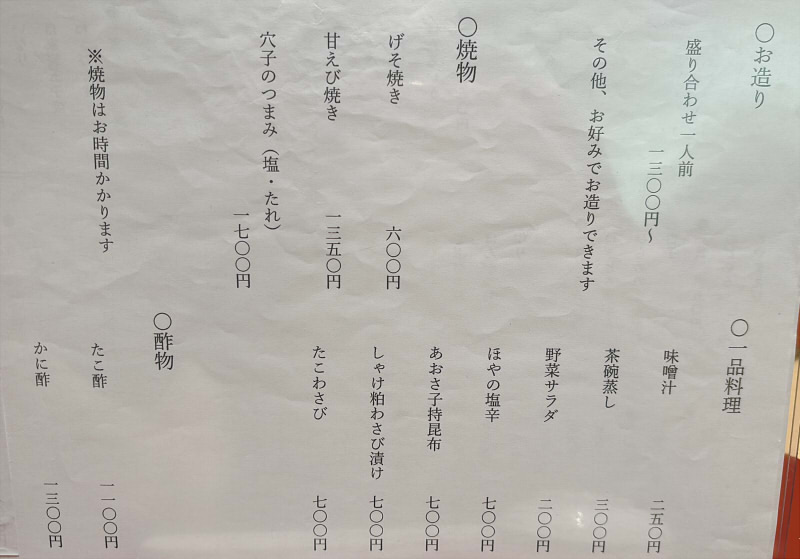 〇お造り
盛り合わせ一人前
一三〇〇円〜
その他、お好みでお造りできます
〇焼物
げそ焼き　六〇〇円
甘えび焼き　一三五〇円
穴子のつまみ（塩・たれ）
一七〇〇円
※焼物はお時間かかります
〇一品料理
味噌汁　二五〇円
茶碗蒸し　三〇〇円
野菜サラダ　二〇〇円
ほやの塩辛　七〇〇円
あおさ子持昆布　七〇〇円
しゃけ粕わさび漬け　七〇〇円
たこわさび　七〇〇円
〇酢物
たこ酢　一一〇〇円
かに酢　一三〇〇円